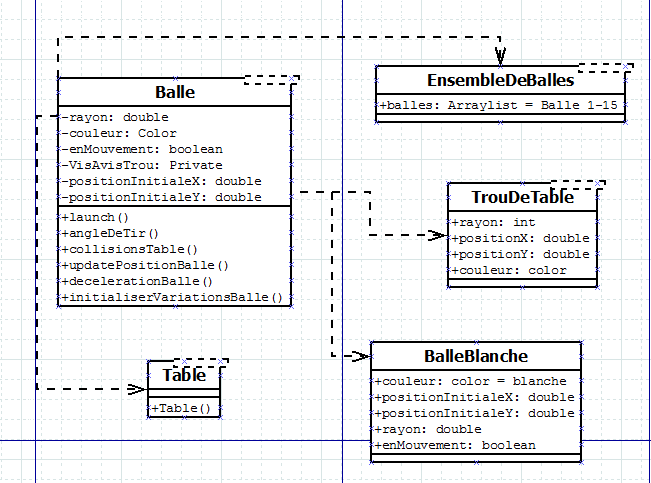 Balle
-rayon: double
-couleur: Color
-enMouvement: boolean
-VisAvisTrou: Private
-positionInitialeX: double
-positionInitialeY: double
+launch()
+angleDeTir()
+collisionsTable()
+updatePositionBalle()
+decelerationBalle()
+initialiserVariationsBalle()
EnsembleDeBalles
+balles: Arraylist = Balle 1-15
TrouDeTable
+rayon: int
+positionX: double
+positionY: double
+couleur: color
Table
+Table()
BalleBlanche
+couleur: color = blanche
+positionInitialeX: double
+positionInitialeY: double
+rayon: double
+enMouvement: boolean